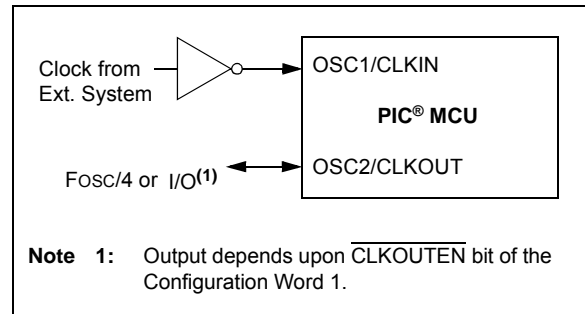 Clock from
Ext. System
OSC1/CLKIN
PIC® MCU
FOSC/4 or I/O(1)
OSC2/CLKOUT
Note 1: Output depends upon CLKOUTEN bit of the
Configuration Word 1.